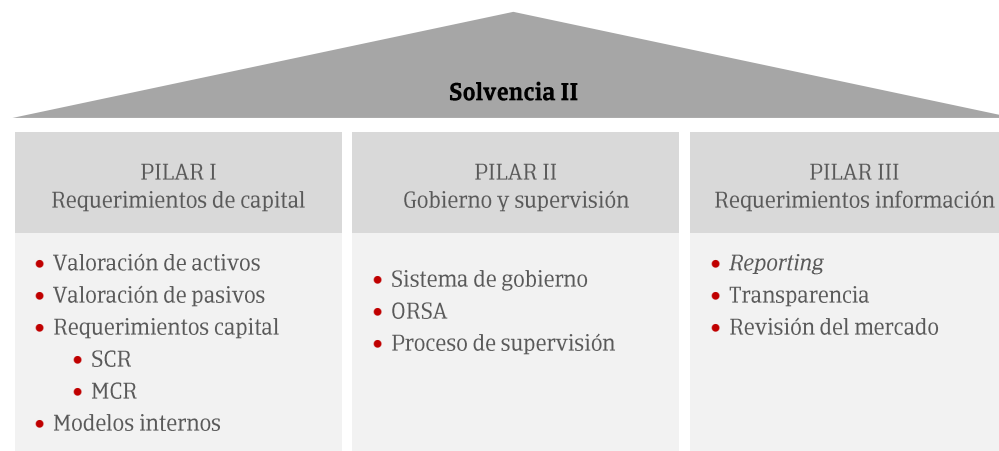 Solvencia II
PILAR I
Requerimientos de capital
Valoración de activos
Valoración de pasivos
Requerimientos capital
SCR
MCR
Modelos internos
PILAR II
Gobierno y supervisión
Sistema de gobierno
ORSA
Proceso de supervisión
PILAR III
Requerimientos información
Reporting
Transparencia
Revisión del mercado